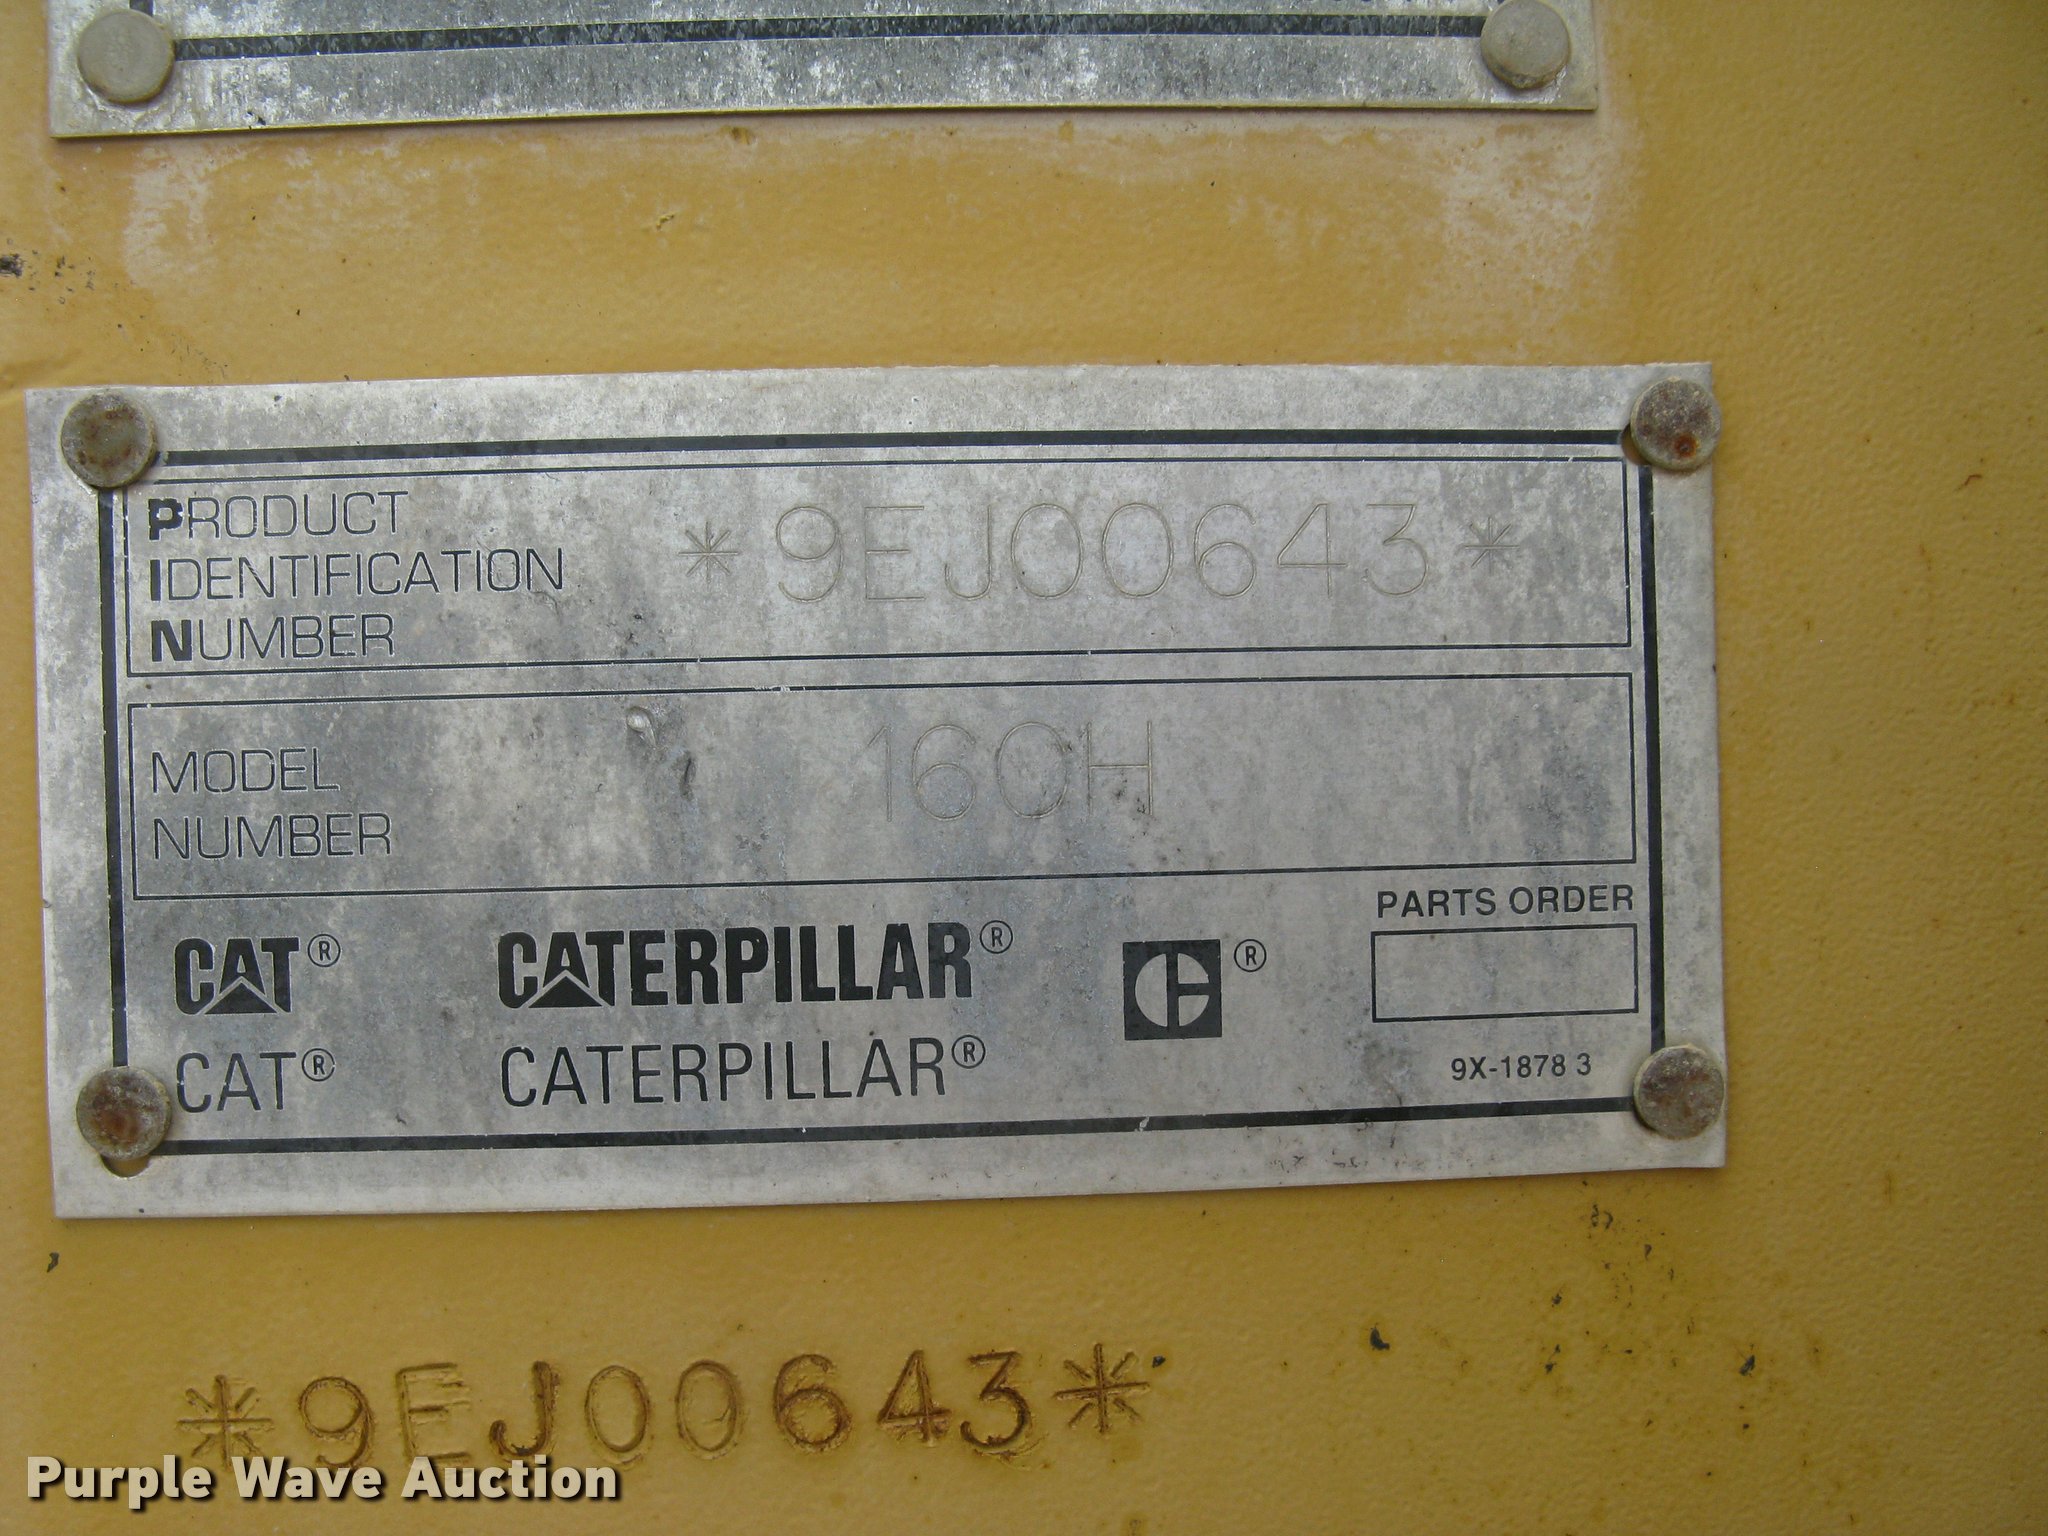 PRODUCT
IDENTIFICATION
NUMBER
*9EJ00643*
MODEL
NUMBER
160H
PARTS ORDER
CAT® CATERPILLAR® ®
CAT® CATERPILLAR®
9X-1878 3
*9EJ00643*
Purple Wave Auction